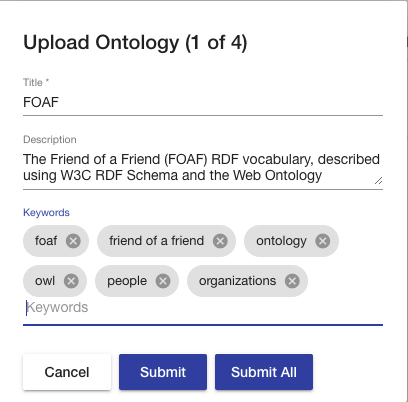 Upload Ontology (1 of 4)
Title *
FOAF
Description
The Friend of a Friend (FOAF) RDF vocabulary, described
using W3C RDF Schema and the Web Ontology
Keywords
foaf friend of a friend ontology
owl people organizations
Keywords
Cancel Submit Submit All